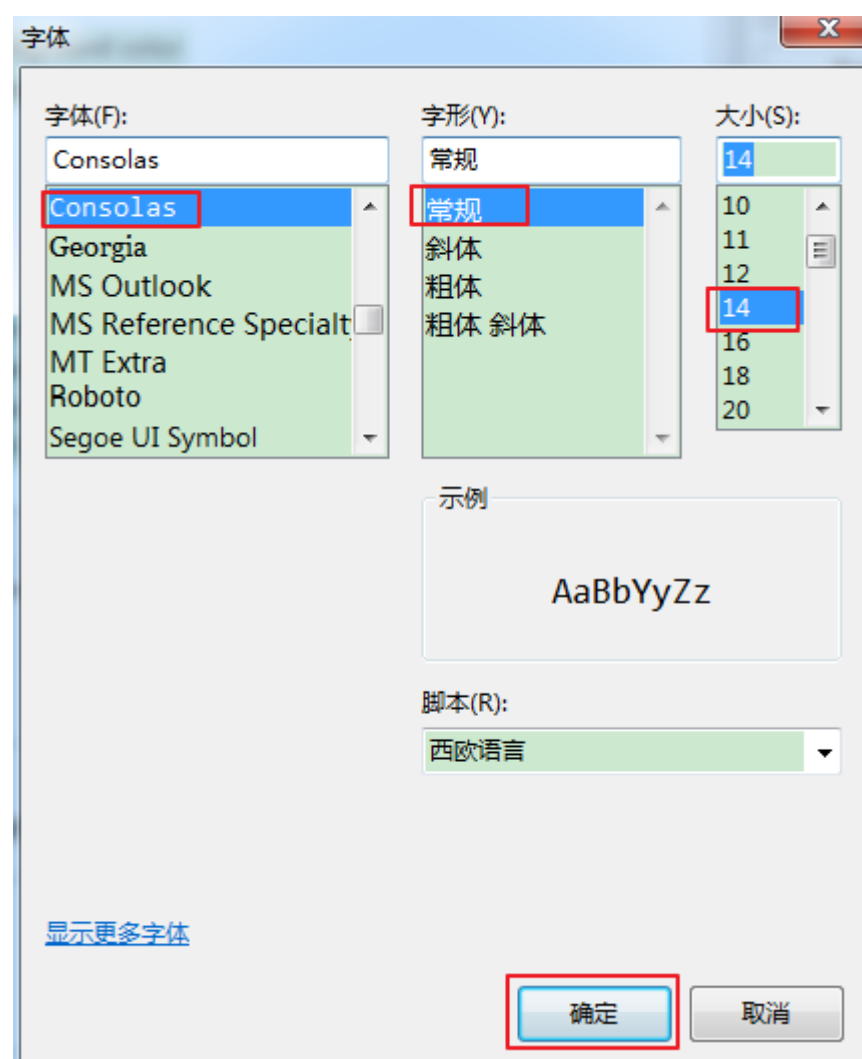 字体
字体(F):
Consolas
Consolas
Georgia
MS Outlook
MS Reference Specialt
MT Extra
Roboto
Segoe UI Symbol
字形(Y):
常规
常规
斜体
粗体
粗体 斜体
大小(S):
14
10
11
12
14
16
18
20
示例
AaBbYyZz
脚本(R):
西欧语言
显示更多字体
确定
取消